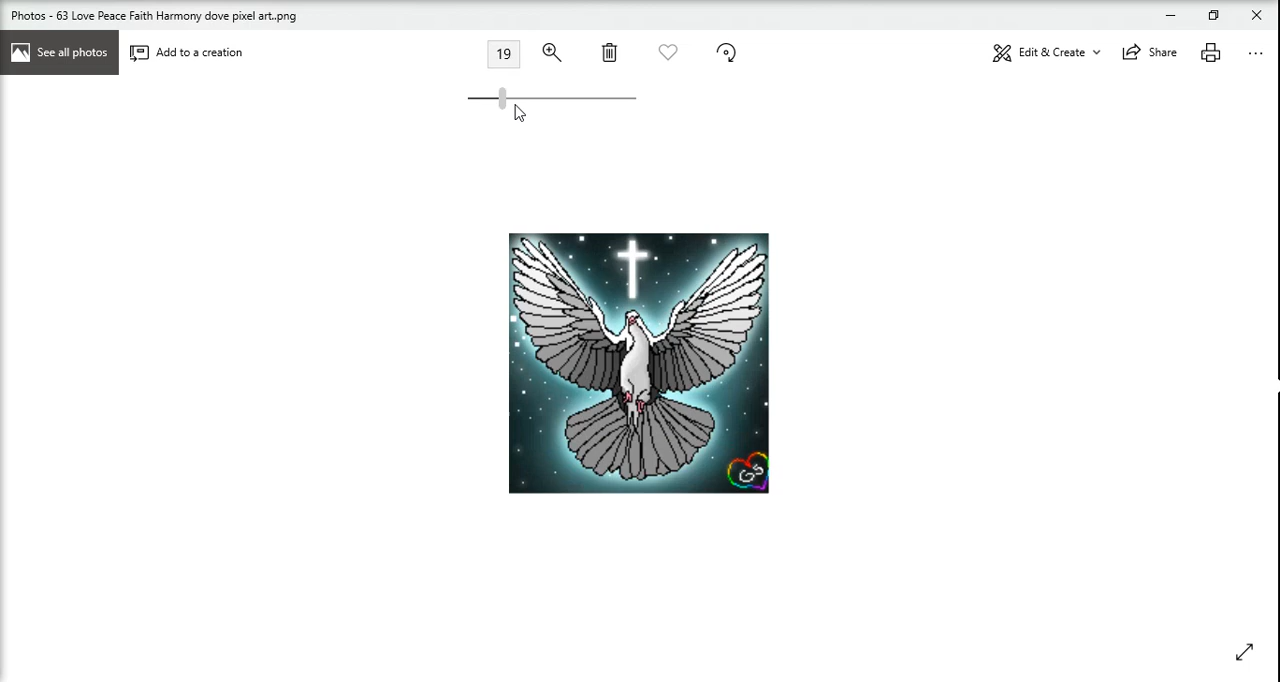 Photos - 63 Love Peace Faith Harmony dove pixel art..png
See all photos
Add to a creation
19
Edit & Create
Share
GS